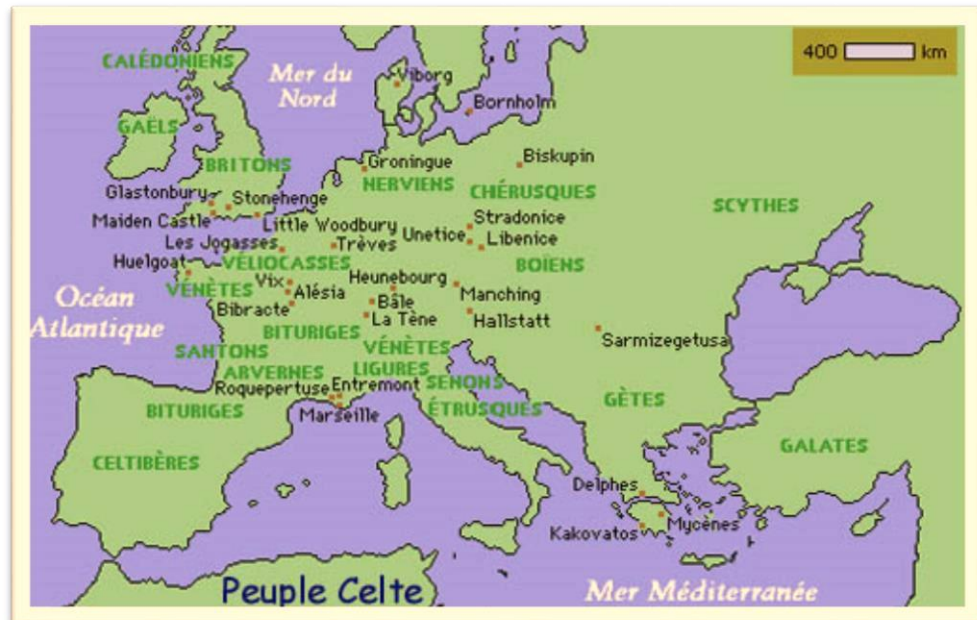 400 km
CALÉDONIENS
Mer du
Nord
Viborg
Bornholm
GAËLS
BRITONS
Groningue
Biskupin
NERVIENS
CHÉRUSQUES
Glastonbury
Stonehenge
SCYTHES
Maiden Castle
Little Woodbury
Stradonice
Unetice
Libenice
Les Jogasses
Trèves
Huelgoat
VÉLIOCASSES
BOÏENS
Heunebourg
Vix
VÉNÈTES
Alésia
Manching
Océan
Atlantique
Bibracte
Bâle
La Tène
Hallstatt
BITURIGES
Sarmizegetusa
SANTONS
VÉNÈTES
ARVERNES
LIGURES
Roquepertuse
Entremont
SENONS
BITURIGES
Marseille
ÉTRUSQUES
GÈTES
CELTIBÈRES
GALATES
Delphes
Kakovatos
Mycènes
Peuple Celte
Mer Méditerranée